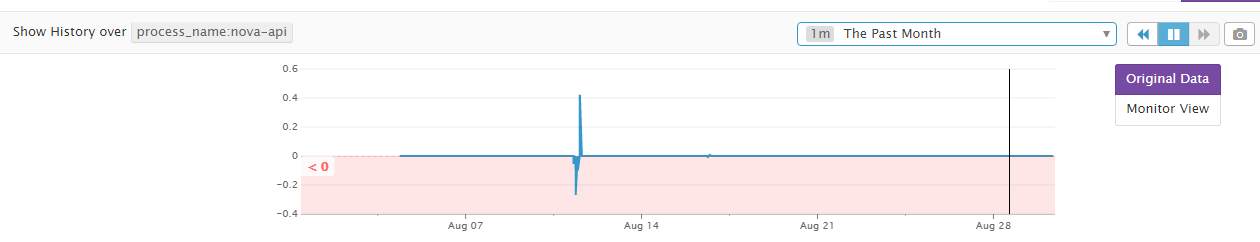 Show History over process_name:nova-api 1m The Past Month
Original Data
Monitor View
0.6
0.4
0.2
0
< 0
−0.2
−0.4
Aug 07 Aug 14 Aug 21 Aug 28